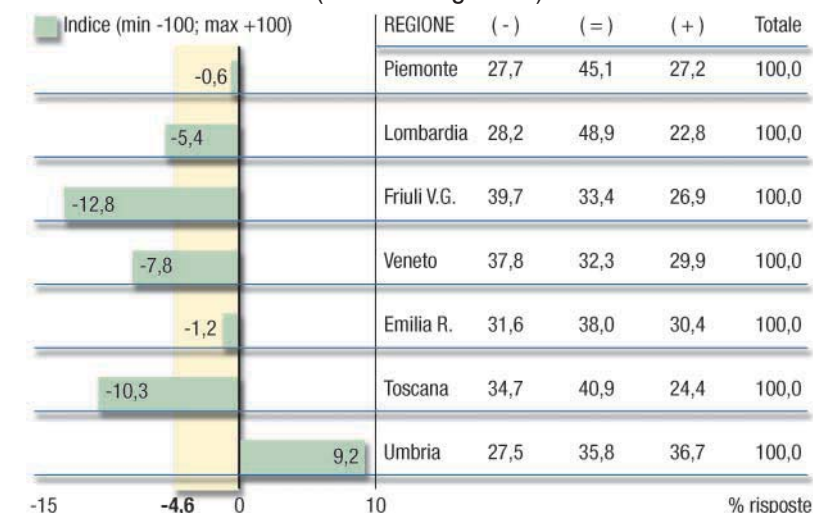 Indice (min -100; max +100) REGIONE (-) (=) (+) Totale
-0,6 Piemonte 27,7 45,1 27,2 100,0
-5,4 Lombardia 28,2 48,9 22,8 100,0
-12,8 Friuli V.G. 39,7 33,4 26,9 100,0
-7,8 Veneto 37,8 32,3 29,9 100,0
-1,2 Emilia R. 31,6 38,0 30,4 100,0
-10,3 Toscana 34,7 40,9 24,4 100,0
9,2 Umbria 27,5 35,8 36,7 100,0
-15 -4,6 0 10 % risposte